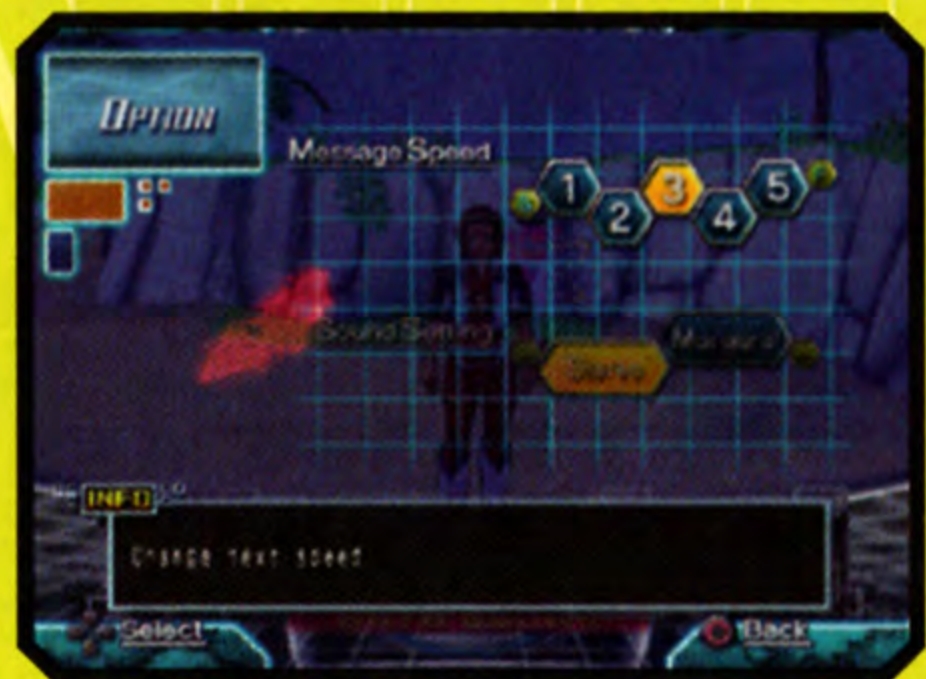 OPTION
Message Speed
1 2 3 4 5
Sound Setting
Stereo
Monaural
INFO
Change text speed
Select
Back